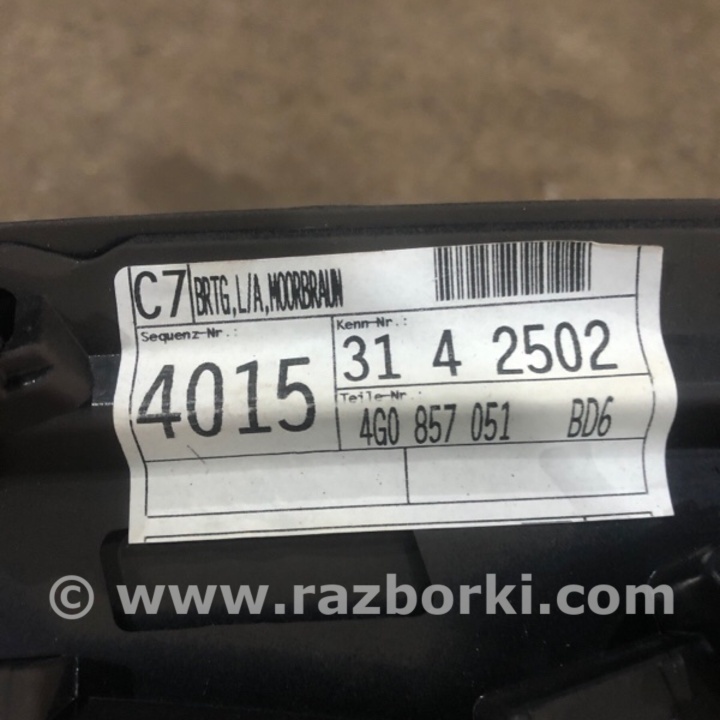 C7 BRTG,L/A,MOORBRAUN
Sequenz-Nr.:
4015
Kenn-Nr.:
31 4 2502
Teile-Nr.:
4G0 857 051 BD6
© www.razborki.com